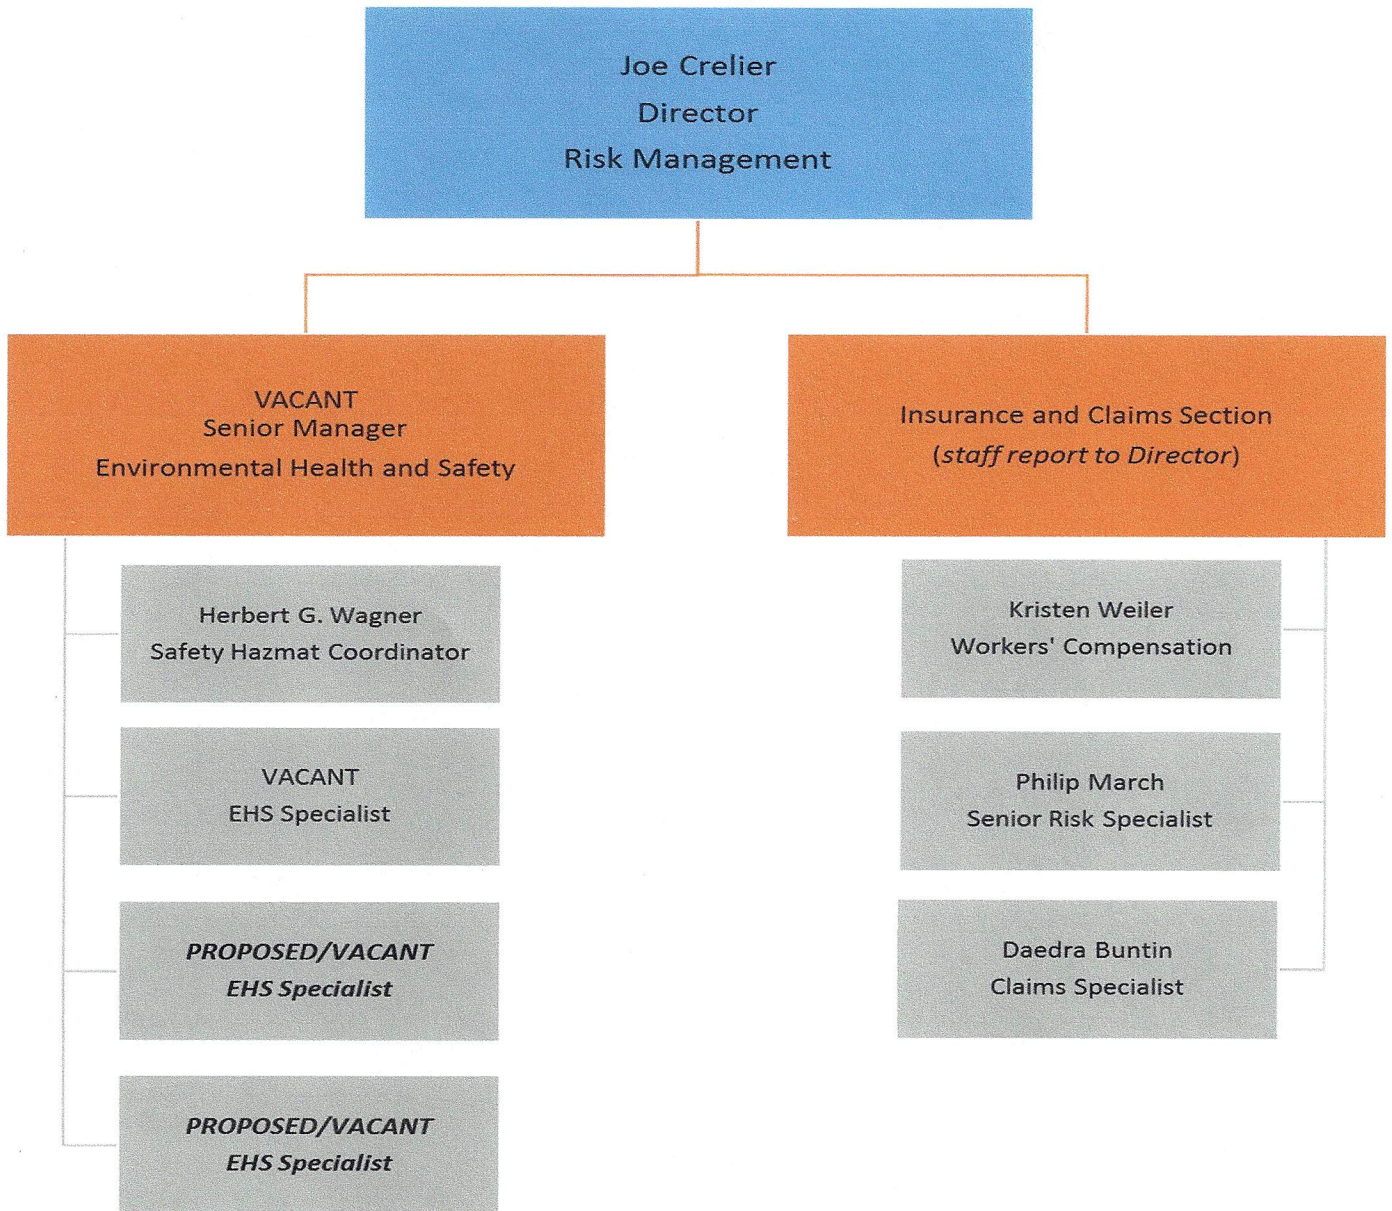 Joe Crelier
Director
Risk Management
VACANT
Senior Manager
Environmental Health and Safety
Insurance and Claims Section
(staff report to Director)
Herbert G. Wagner
Safety Hazmat Coordinator
VACANT
EHS Specialist
PROPOSED/VACANT
EHS Specialist
PROPOSED/VACANT
EHS Specialist
Kristen Weiler
Workers' Compensation
Philip March
Senior Risk Specialist
Daedra Buntin
Claims Specialist